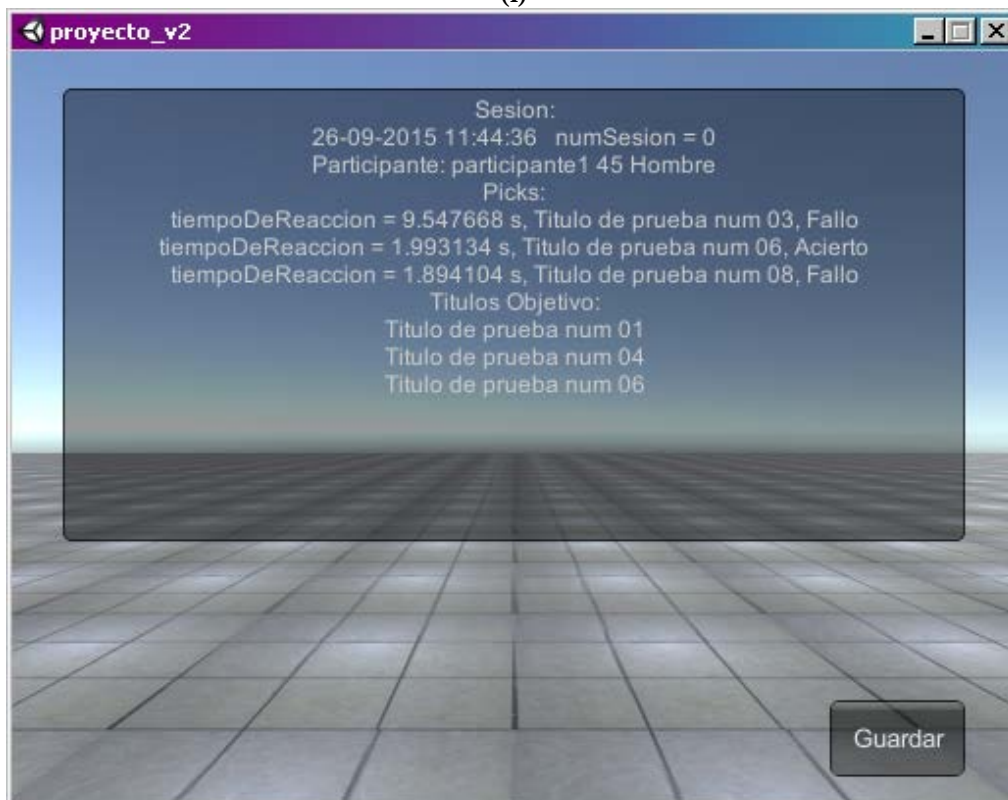 (I)
proyecto_v2
Sesion:
26-09-2015 11:44:36 numSesion = 0
Participante: participante1 45 Hombre
Picks:
tiempoDeReaccion = 9.547668 s, Titulo de prueba num 03, Fallo
tiempoDeReaccion = 1.993134 s, Titulo de prueba num 06, Acierto
tiempoDeReaccion = 1.894104 s, Titulo de prueba num 08, Fallo
Titulos Objetivo:
Titulo de prueba num 01
Titulo de prueba num 04
Titulo de prueba num 06
Guardar